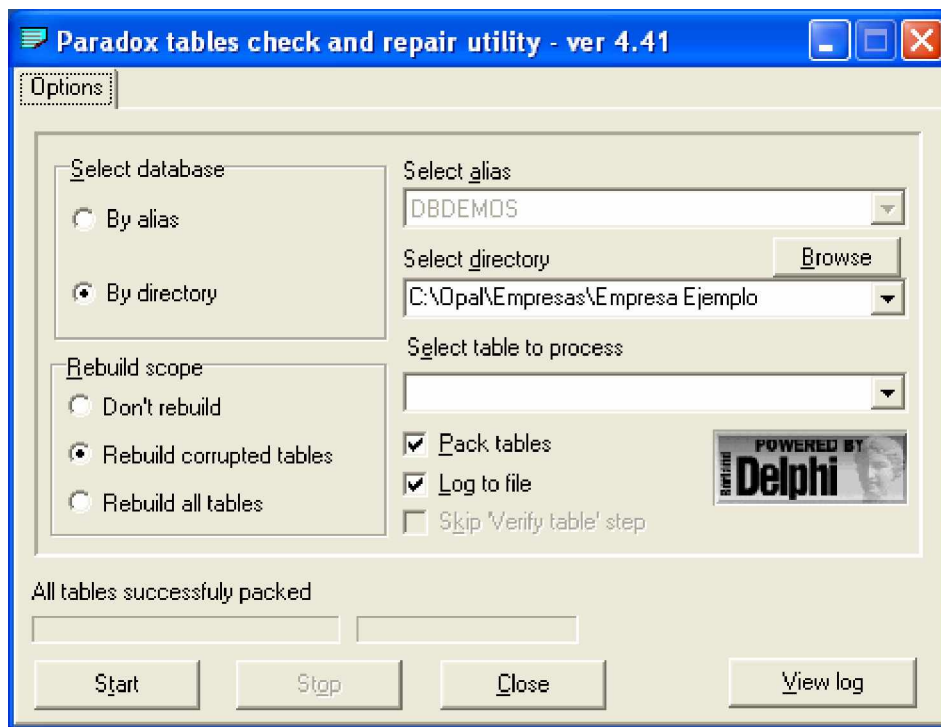 Paradox tables check and repair utility - ver 4.41
Options
Select database
By alias
By directory
Rebuild scope
Don't rebuild
Rebuild corrupted tables
Rebuild all tables
Select alias
DBDEMOS
Select directory
Browse
C:\Opal\Empresas\Empresa Ejemplo
Select table to process
Pack tables
Log to file
Skip 'Verify table' step
POWERED BY
Borland
Delphi
All tables successfuly packed
Start
Stop
Close
View log